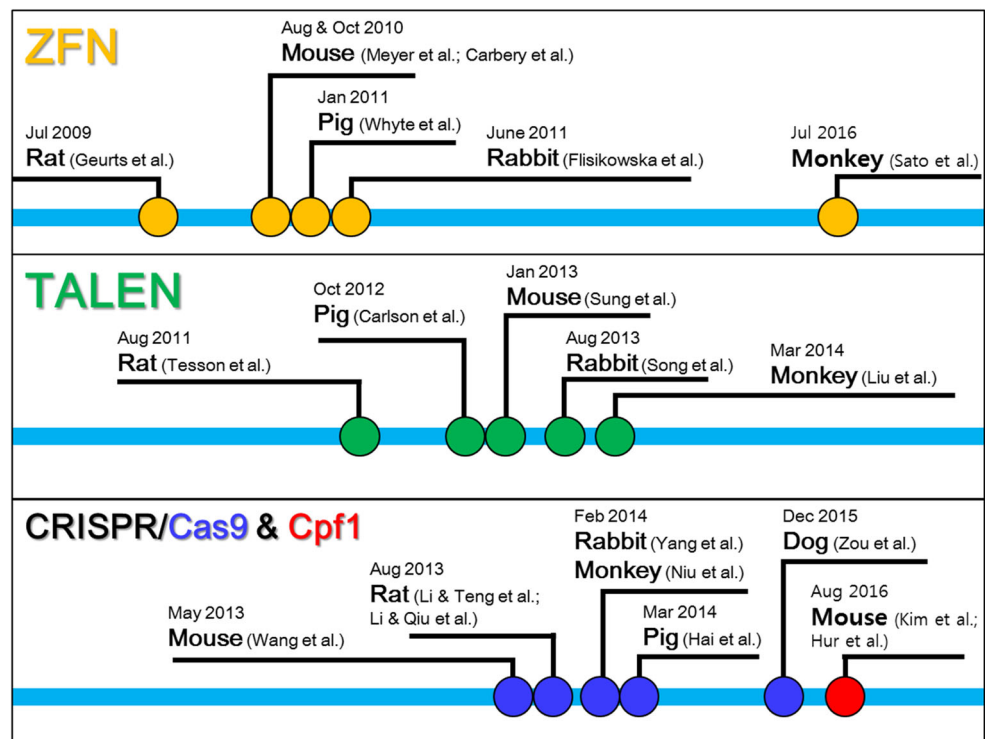 ZFN
Jul 2009
Rat (Geurts et al.)
Aug & Oct 2010
Mouse (Meyer et al.; Carbery et al.)
Jan 2011
Pig (Whyte et al.)
June 2011
Rabbit (Flisikowska et al.)
Jul 2016
Monkey (Sato et al.)
TALEN
Aug 2011
Rat (Tesson et al.)
Oct 2012
Pig (Carlson et al.)
Jan 2013
Mouse (Sung et al.)
Aug 2013
Rabbit (Song et al.)
Mar 2014
Monkey (Liu et al.)
CRISPR/Cas9 & Cpf1
May 2013
Mouse (Wang et al.)
Aug 2013
Rat (Li & Teng et al.;
Li & Qiu et al.)
Feb 2014
Rabbit (Yang et al.)
Monkey (Niu et al.)
Mar 2014
Pig (Hai et al.)
Dec 2015
Dog (Zou et al.)
Aug 2016
Mouse (Kim et al.;
Hur et al.)